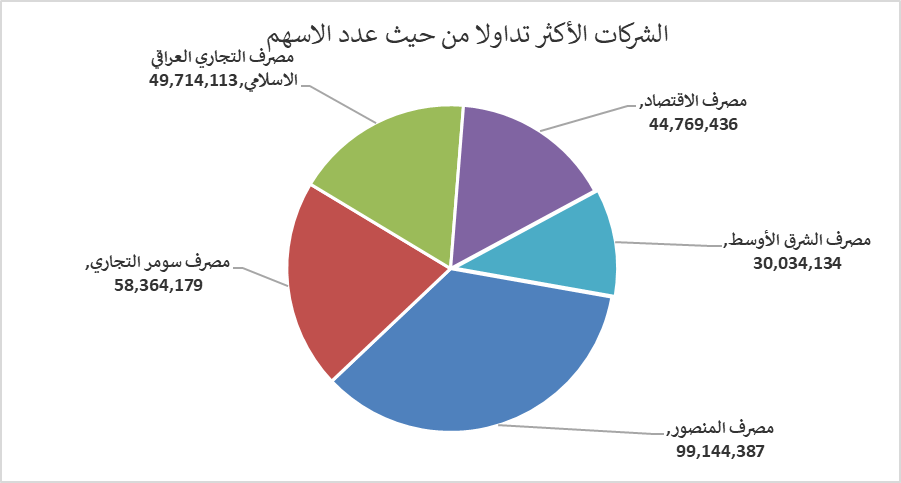 الشركات الأكثر تداولا من حيث عدد الاسهم
مصرف التجاري العراقي
الاسلامي, 49,714,113
مصرف الاقتصاد,
44,769,436
مصرف الشرق الأوسط,
30,034,134
مصرف سومر التجاري,
58,364,179
مصرف المنصور,
99,144,387